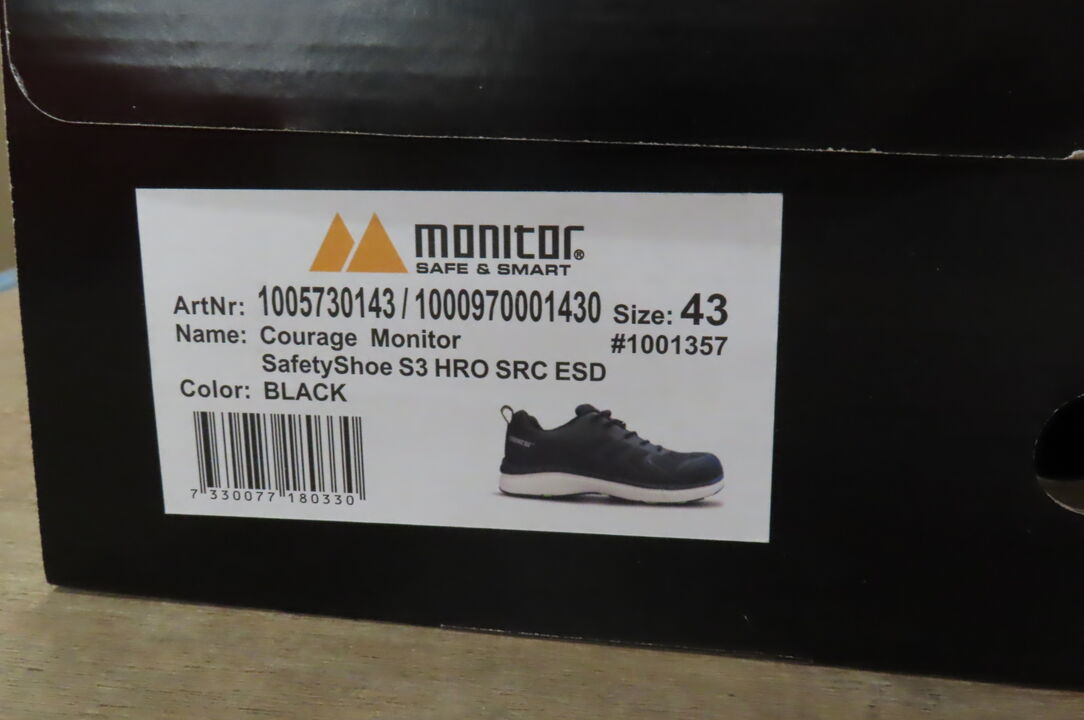 monitor®
SAFE & SMART
ArtNr: 1005730143 / 1000970001430 Size: 43
Name: Courage Monitor #1001357
SafetyShoe S3 HRO SRC ESD
Color: BLACK
7 330077 180330